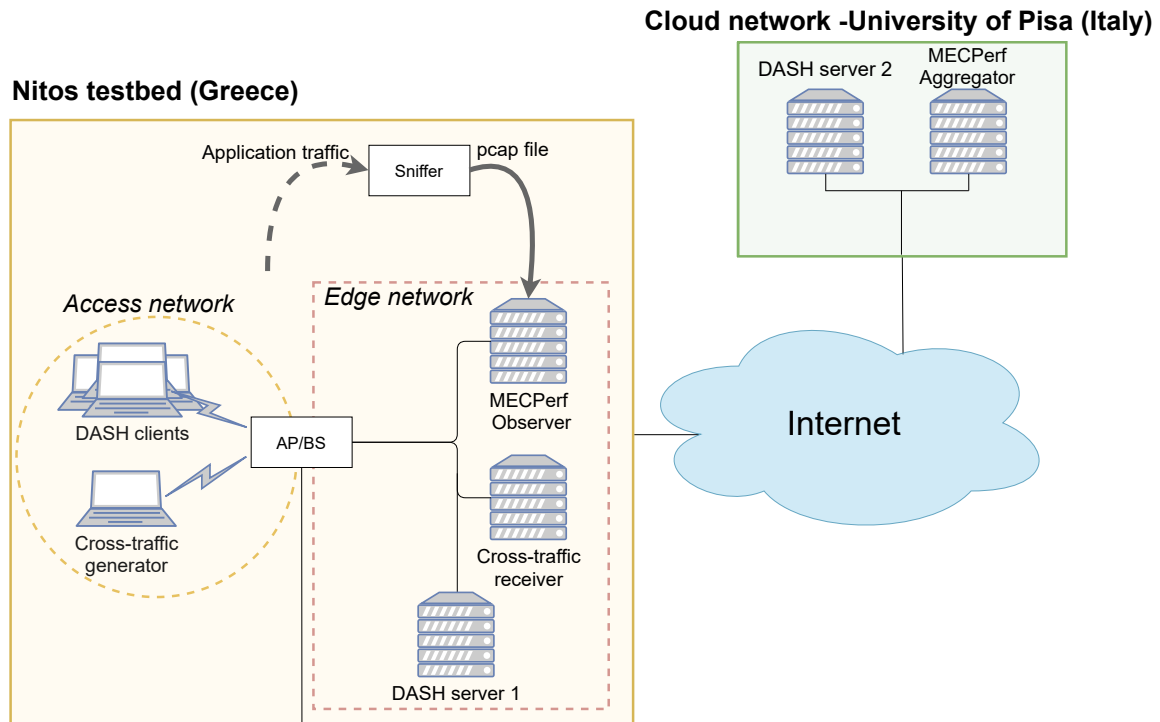 Cloud network -University of Pisa (Italy)
DASH server 2
MECPerf
Aggregator
Nitos testbed (Greece)
Application traffic
Sniffer
pcap file
Access network
Edge network
DASH clients
AP/BS
MECPerf
Observer
Internet
Cross-traffic
generator
Cross-traffic
receiver
DASH server 1